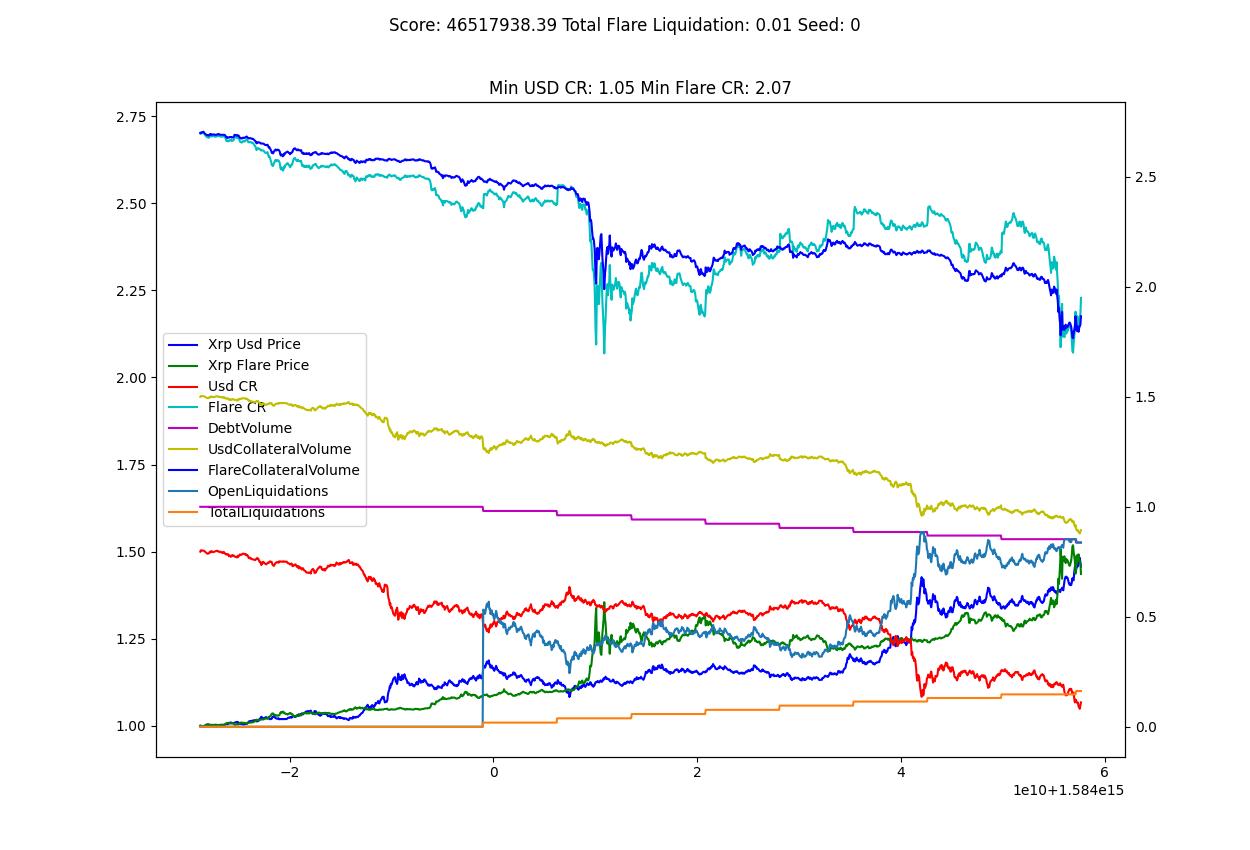 Score: 46517938.39 Total Flare Liquidation: 0.01 Seed: 0
Min USD CR: 1.05 Min Flare CR: 2.07
2.75
2.50
2.25
2.00
1.75
1.50
1.25
1.00
2.5
2.0
1.5
1.0
0.5
0.0
Xrp Usd Price
Xrp Flare Price
Usd CR
Flare CR
DebtVolume
UsdCollateralVolume
FlareCollateralVolume
OpenLiquidations
TotalLiquidations
−2 0 2 4 6
1e10+1.584e15